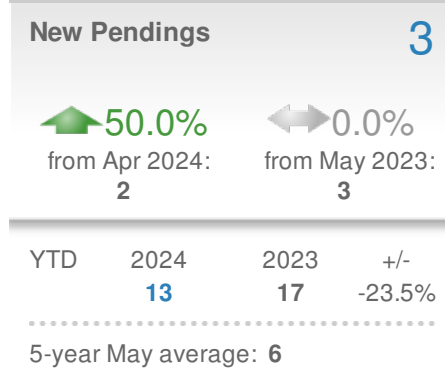 New Pendings 3
50.0% 0.0%
from Apr 2024: from May 2023:
2 3
YTD 2024 2023 +/-
13 17 -23.5%
5-year May average: 6